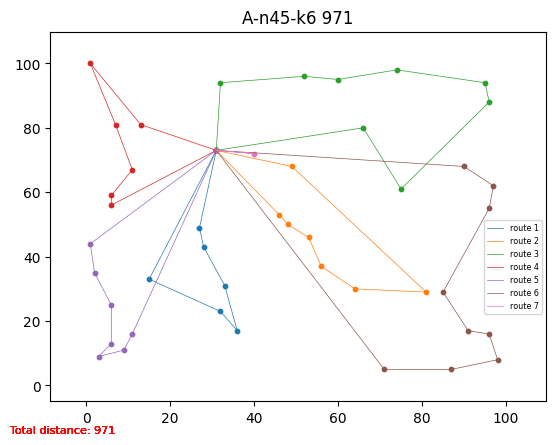 A-n45-k6 971
100
80
60
40
20
0
route 1
route 2
route 3
route 4
route 5
route 6
route 7
0 20 40 60 80 100
Total distance: 971